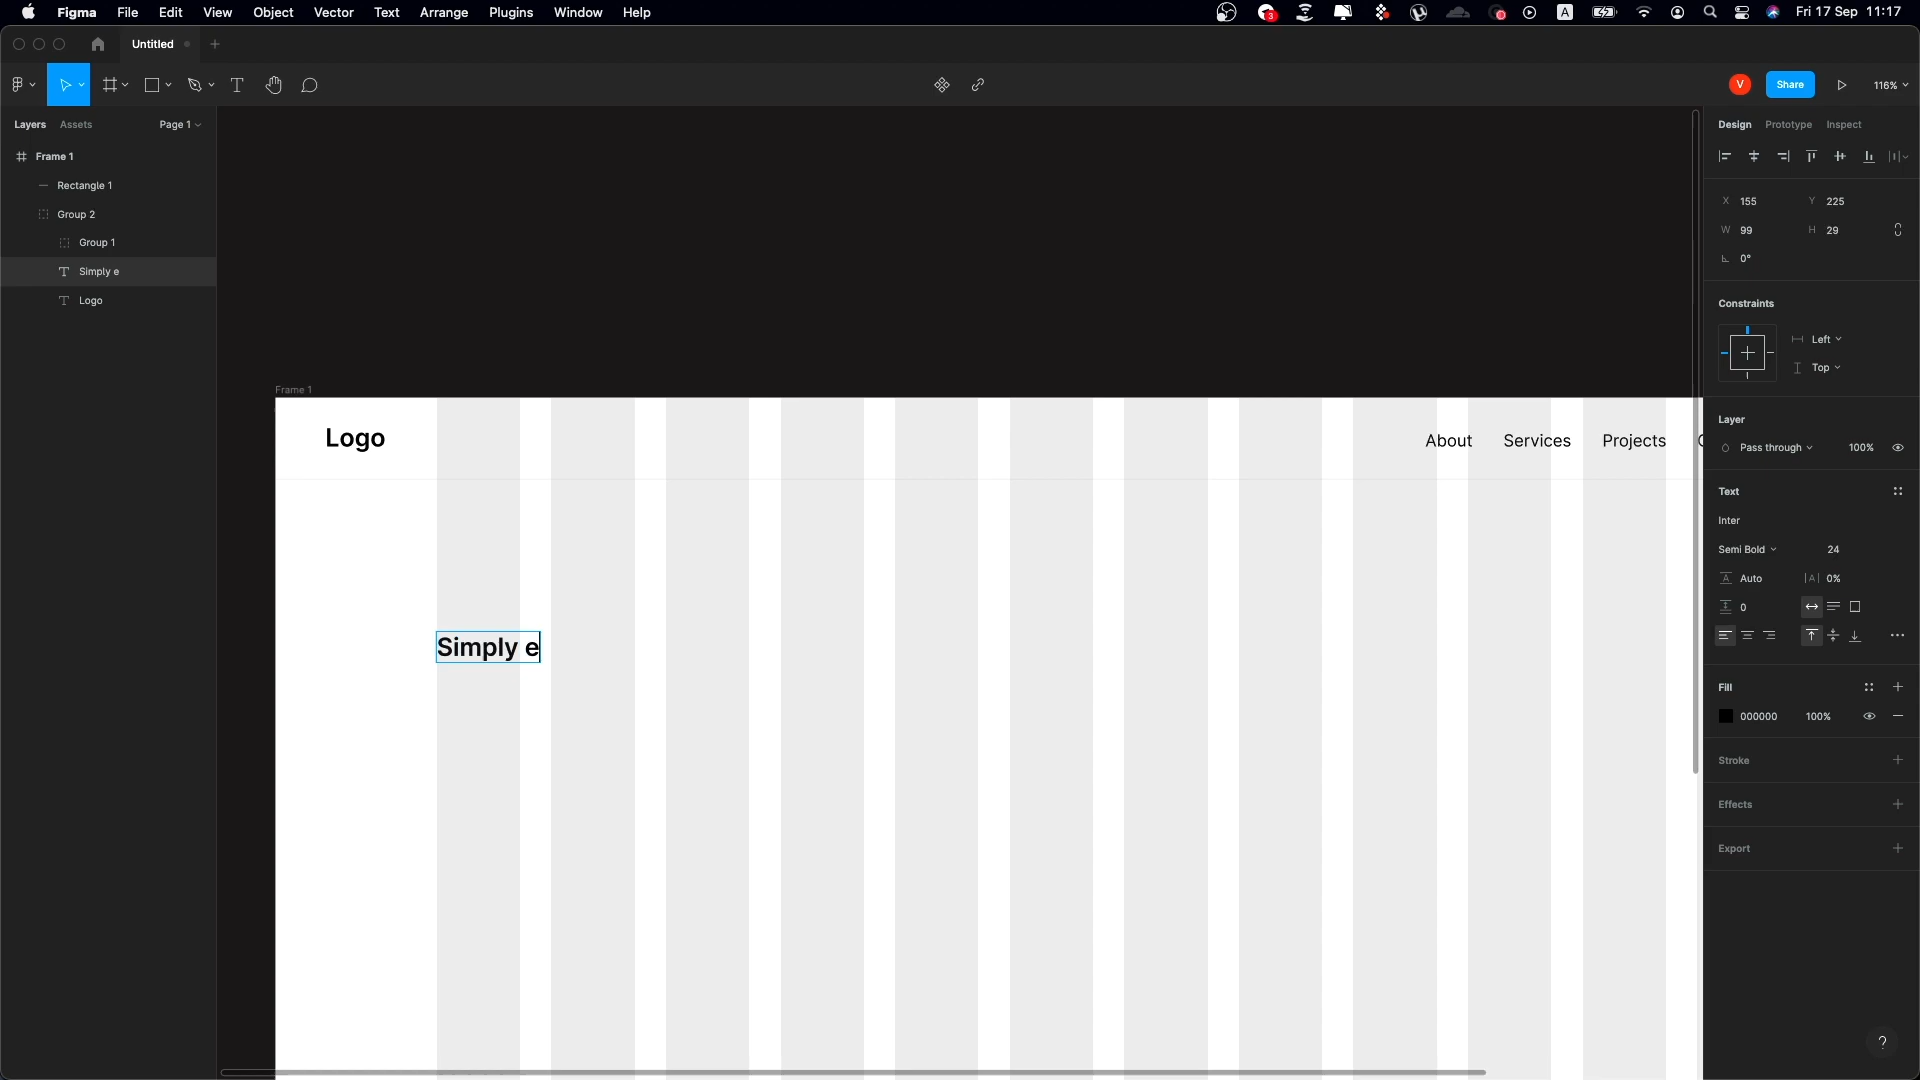 Figma File Edit View Object Vector Text Arrange Plugins Window Help 3 A Fri 17 Sep 11:17
Untitled
V Share 116%
Layers Assets Page 1
Design Prototype Inspect
Frame 1
Rectangle 1
Group 2
Group 1
Simply e
Logo
X 155 Y 225
W 99 H 29
0°
Constraints
Left
Top
Layer
Pass through 100%
Text
Inter
Semi Bold 24
A Auto |A| 0%
0
Fill
000000 100%
Stroke
Effects
Export
?
Frame 1
Logo About Services Projects
Simply e